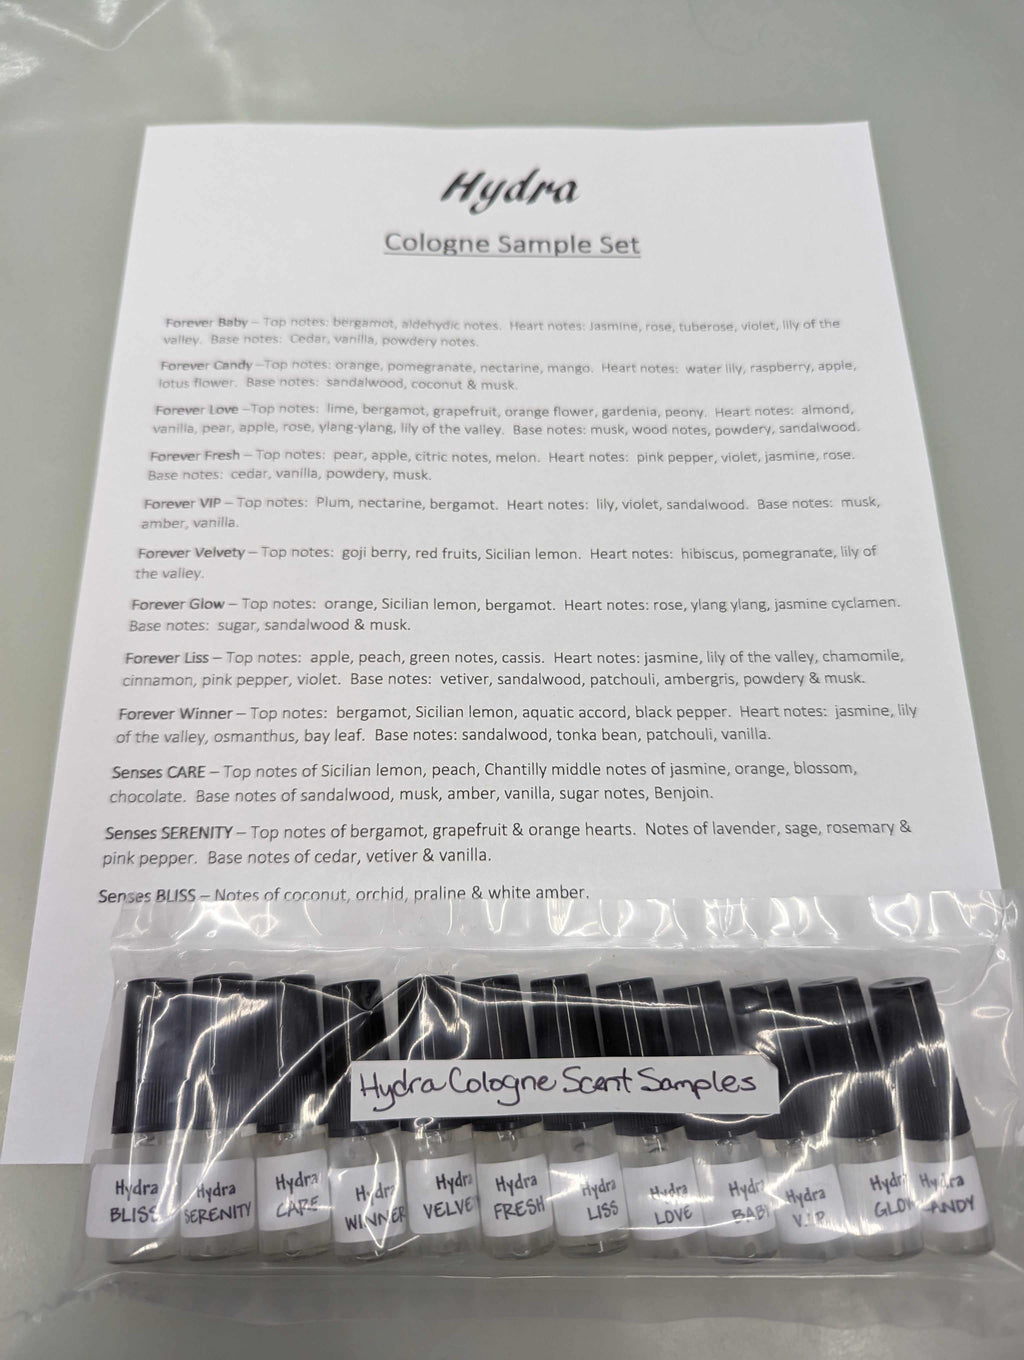 Hydra
Cologne Sample Set
Forever Baby – Top notes: bergamot, aldehydic notes. Heart notes: Jasmine, rose, tuberose, violet, lily of the
valley. Base notes: Cedar, vanilla, powdery notes.
Forever Candy –Top notes: orange, pomegranate, nectarine, mango. Heart notes: water lily, raspberry, apple,
lotus flower. Base notes: sandalwood, coconut & musk.
Forever Love –Top notes: lime, bergamot, grapefruit, orange flower, gardenia, peony. Heart notes: almond,
vanilla, pear, apple, rose, ylang-ylang, lily of the valley. Base notes: musk, wood notes, powdery, sandalwood.
Forever Fresh – Top notes: pear, apple, citric notes, melon. Heart notes: pink pepper, violet, jasmine, rose.
Base notes: cedar, vanilla, powdery, musk.
Forever VIP – Top notes: Plum, nectarine, bergamot. Heart notes: lily, violet, sandalwood. Base notes: musk,
amber, vanilla.
Forever Velvety – Top notes: goji berry, red fruits, Sicilian lemon. Heart notes: hibiscus, pomegranate, lily of
the valley.
Forever Glow – Top notes: orange, Sicilian lemon, bergamot. Heart notes: rose, ylang ylang, jasmine cyclamen.
Base notes: sugar, sandalwood & musk.
Forever Liss – Top notes: apple, peach, green notes, cassis. Heart notes: jasmine, lily of the valley, chamomile,
cinnamon, pink pepper, violet. Base notes: vetiver, sandalwood, patchouli, ambergris, powdery & musk.
Forever Winner – Top notes: bergamot, Sicilian lemon, aquatic accord, black pepper. Heart notes: jasmine, lily
of the valley, osmanthus, bay leaf. Base notes: sandalwood, tonka bean, patchouli, vanilla.
Senses CARE – Top notes of Sicilian lemon, peach, Chantilly middle notes of jasmine, orange, blossom,
chocolate. Base notes of sandalwood, musk, amber, vanilla, sugar notes, Benjoin.
Senses SERENITY – Top notes of bergamot, grapefruit & orange hearts. Notes of lavender, sage, rosemary &
pink pepper. Base notes of cedar, vetiver & vanilla.
Senses BLISS – Notes of coconut, orchid, praline & white amber.
Hydra Cologne Scent Samples
Hydra
BLISS
Hydra
SERENITY
Hydra
CARE
Hydra
WINNER
Hydra
VELVE
Hydra
FRESH
Hydra
LISS
Hydra
LOVE
Hydra
BABY
Hydra
V.I.P.
Hydra
GLOW
Hydra
CANDY